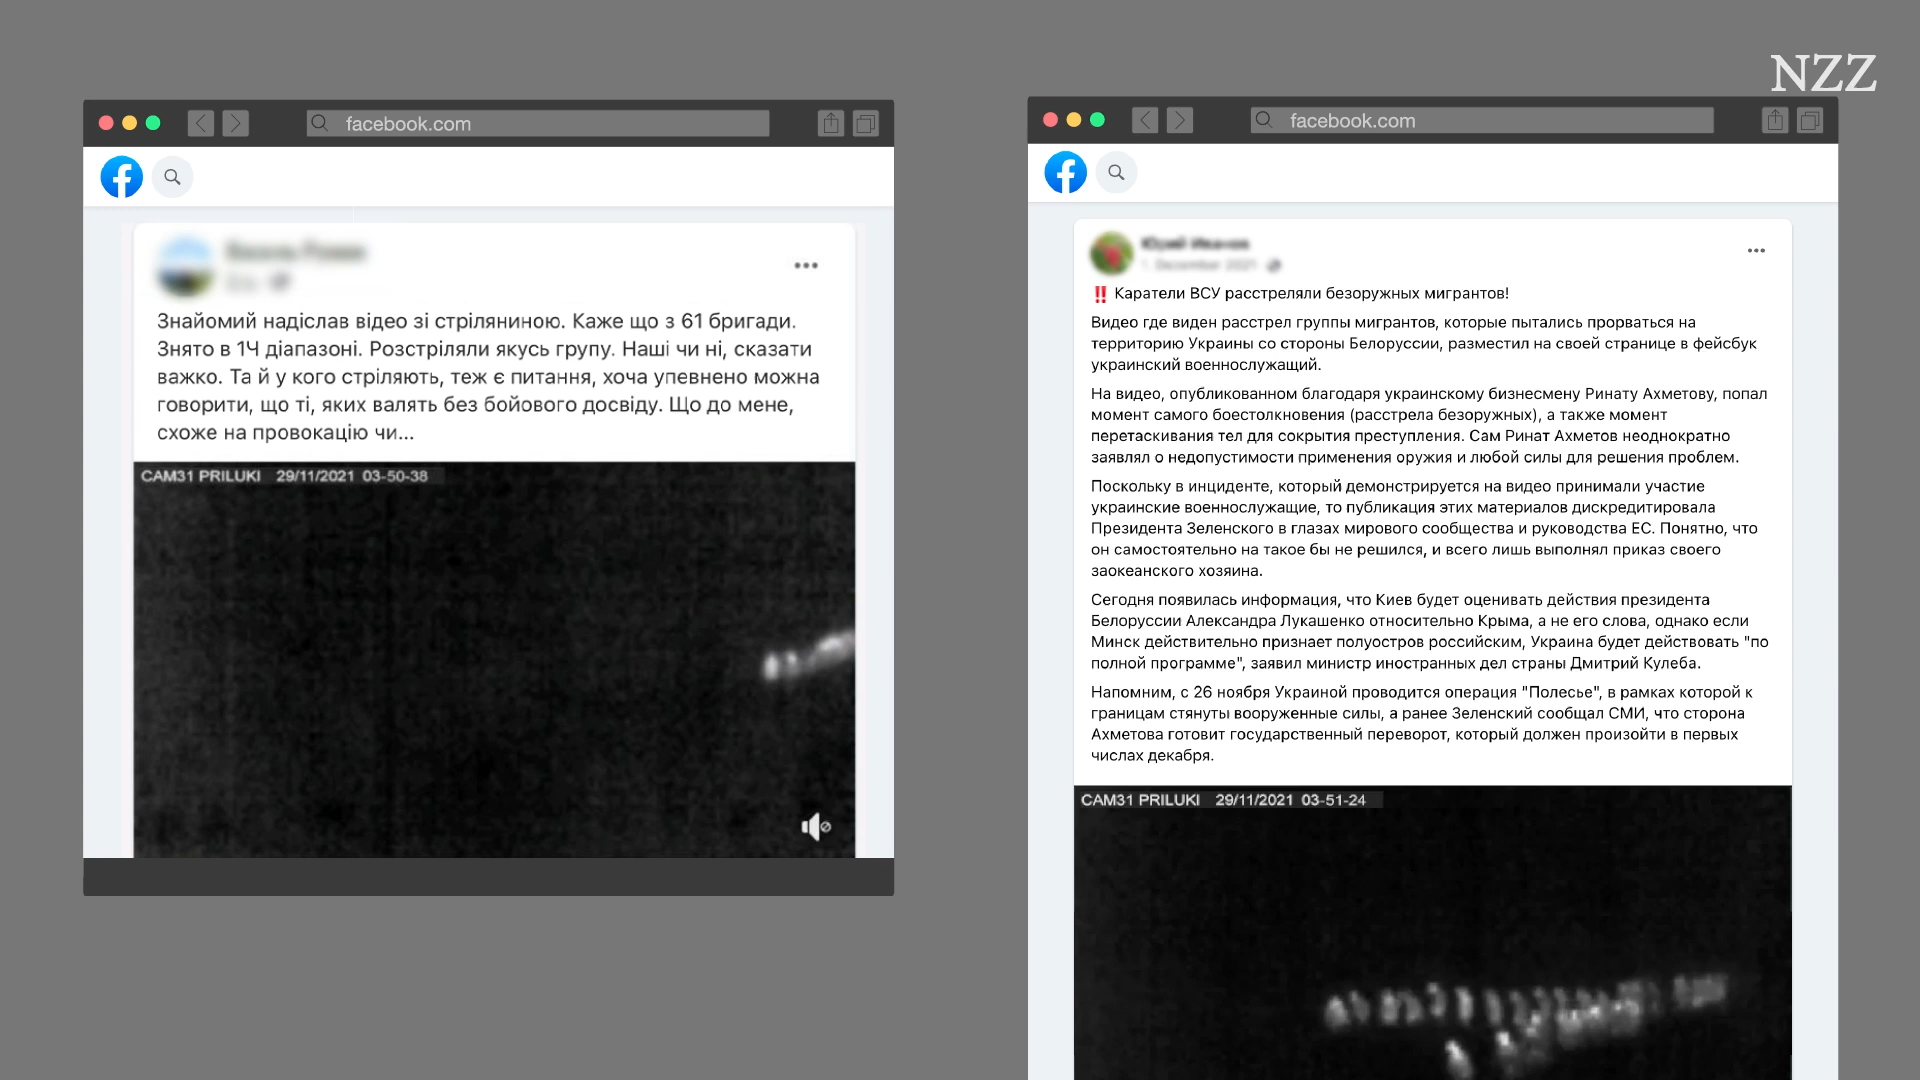 NZZ
facebook.com
Знайомий надіслав відео зі стріляниною. Каже що з 61 бригади.
Знято в 1Ч діапазоні. Розстріляли якусь групу. Наші чи ні, сказати
важко. Та й у кого стріляють, теж є питання, хоча упевнено можна
говорити, що ті, яких валять без бойового досвіду. Що до мене,
схоже на провокацію чи...
CAM31 PRILUKI 29/11/2021 03-50-38
facebook.com
Юрий Иванов
1. Dezember 2021
‼ Каратели ВСУ расстреляли безоружных мигрантов!
Видео где виден расстрел группы мигрантов, которые пытались прорваться на
территорию Украины со стороны Белоруссии, разместил на своей странице в фейсбук
украинский военнослужащий.
На видео, опубликованном благодаря украинскому бизнесмену Ринату Ахметову, попал
момент самого боестолкновения (расстрела безоружных), а также момент
перетаскивания тел для сокрытия преступления. Сам Ринат Ахметов неоднократно
заявлял о недопустимости применения оружия и любой силы для решения проблем.
Поскольку в инциденте, который демонстрируется на видео принимали участие
украинские военнослужащие, то публикация этих материалов дискредитировала
Президента Зеленского в глазах мирового сообщества и руководства ЕС. Понятно, что
он самостоятельно на такое бы не решился, и всего лишь выполнял приказ своего
заокеанского хозяина.
Сегодня появилась информация, что Киев будет оценивать действия президента
Белоруссии Александра Лукашенко относительно Крыма, а не его слова, однако если
Минск действительно признает полуостров российским, Украина будет действовать "по
полной программе", заявил министр иностранных дел страны Дмитрий Кулеба.
Напомним, с 26 ноября Украиной проводится операция "Полесье", в рамках которой к
границам стянуты вооруженные силы, а ранее Зеленский сообщал СМИ, что сторона
Ахметова готовит государственный переворот, который должен произойти в первых
числах декабря.
CAM31 PRILUKI 29/11/2021 03-51-24